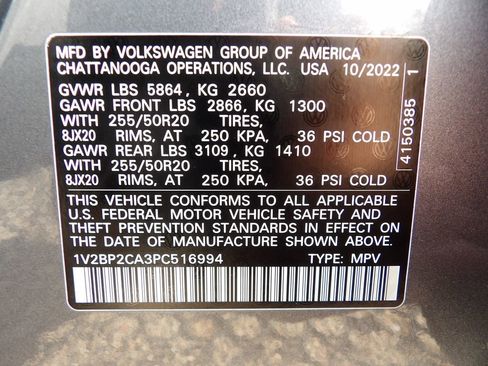 MFD BY VOLKSWAGEN GROUP OF AMERICA
CHATTANOOGA OPERATIONS, LLC. USA 10/2022
GVWR LBS 5864, KG 2660
GAWR FRONT LBS 2866, KG 1300
WITH 255/50R20 TIRES,
8JX20 RIMS, AT 250 KPA, 36 PSI COLD
GAWR REAR LBS 3109, KG 1410
WITH 255/50R20 TIRES,
8JX20 RIMS, AT 250 KPA, 36 PSI COLD
THIS VEHICLE CONFORMS TO ALL APPLICABLE
U.S. FEDERAL MOTOR VEHICLE SAFETY AND
THEFT PREVENTION STANDARDS IN EFFECT ON
THE DATE OF MANUFACTURE SHOWN ABOVE.
1V2BP2CA3PC516994 TYPE: MPV
4150385 1